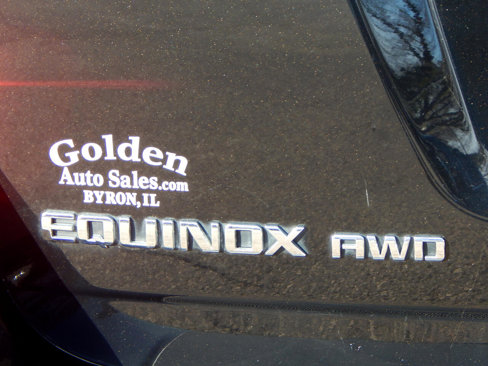 Golden
Auto Sales.com
BYRON, IL
EQUINOX AWD